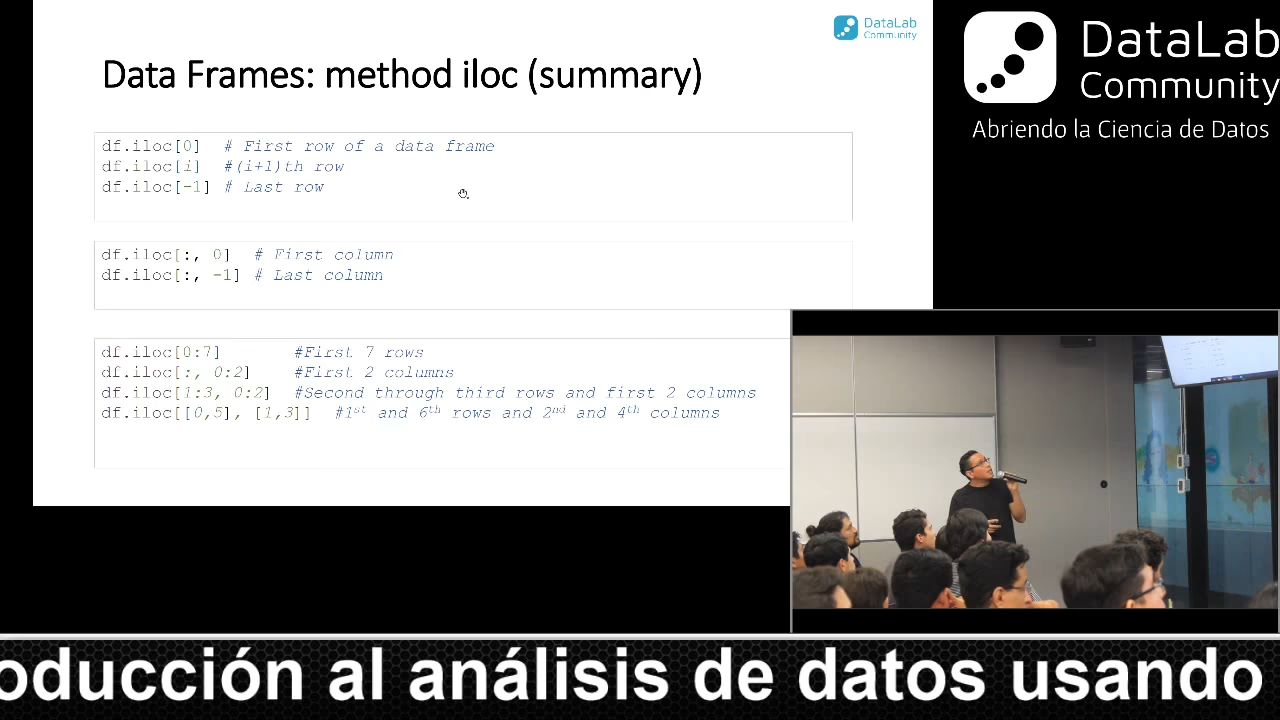 DataLab
Community
Data Frames: method iloc (summary)
df.iloc[0] # First row of a data frame
df.iloc[i] #(i+1)th row
df.iloc[-1] # Last row
df.iloc[:, 0] # First column
df.iloc[:, -1] # Last column
df.iloc[0:7] #First 7 rows
df.iloc[:, 0:2] #First 2 columns
df.iloc[1:3, 0:2] #Second through third rows and first 2 columns
df.iloc[[0,5], [1,3]] #1st and 6th rows and 2nd and 4th columns
DataLab
Community
Abriendo la Ciencia de Datos
oducción al análisis de datos usando